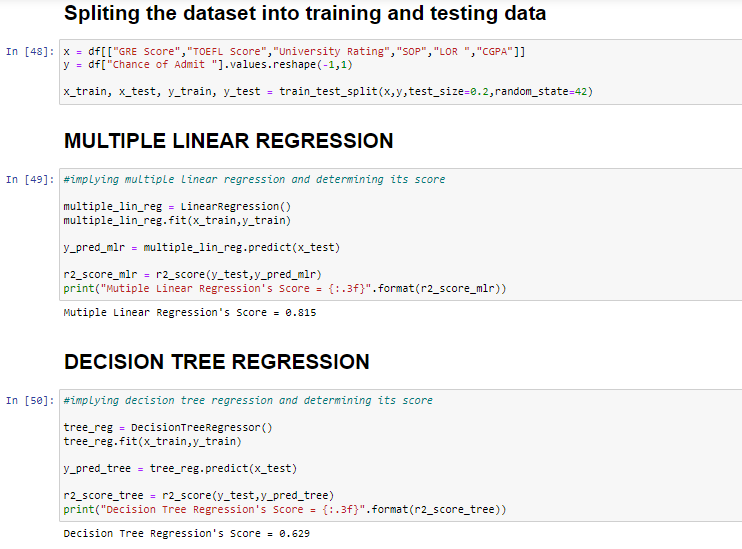 Spliting the dataset into training and testing data
In [48]: x = df[["GRE Score","TOEFL Score","University Rating","SOP","LOR ","CGPA"]]
y = df["Chance of Admit "].values.reshape(-1,1)
x_train, x_test, y_train, y_test = train_test_split(x,y,test_size=0.2,random_state=42)
MULTIPLE LINEAR REGRESSION
In [49]: #implying multiple linear regression and determining its score
multiple_lin_reg = LinearRegression()
multiple_lin_reg.fit(x_train,y_train)
y_pred_mlr = multiple_lin_reg.predict(x_test)
r2_score_mlr = r2_score(y_test,y_pred_mlr)
print("Mutiple Linear Regression's Score = {:.3f}".format(r2_score_mlr))
Mutiple Linear Regression's Score = 0.815
DECISION TREE REGRESSION
In [50]: #implying decision tree regression and determining its score
tree_reg = DecisionTreeRegressor()
tree_reg.fit(x_train,y_train)
y_pred_tree = tree_reg.predict(x_test)
r2_score_tree = r2_score(y_test,y_pred_tree)
print("Decision Tree Regression's Score = {:.3f}".format(r2_score_tree))
Decision Tree Regression's Score = 0.629